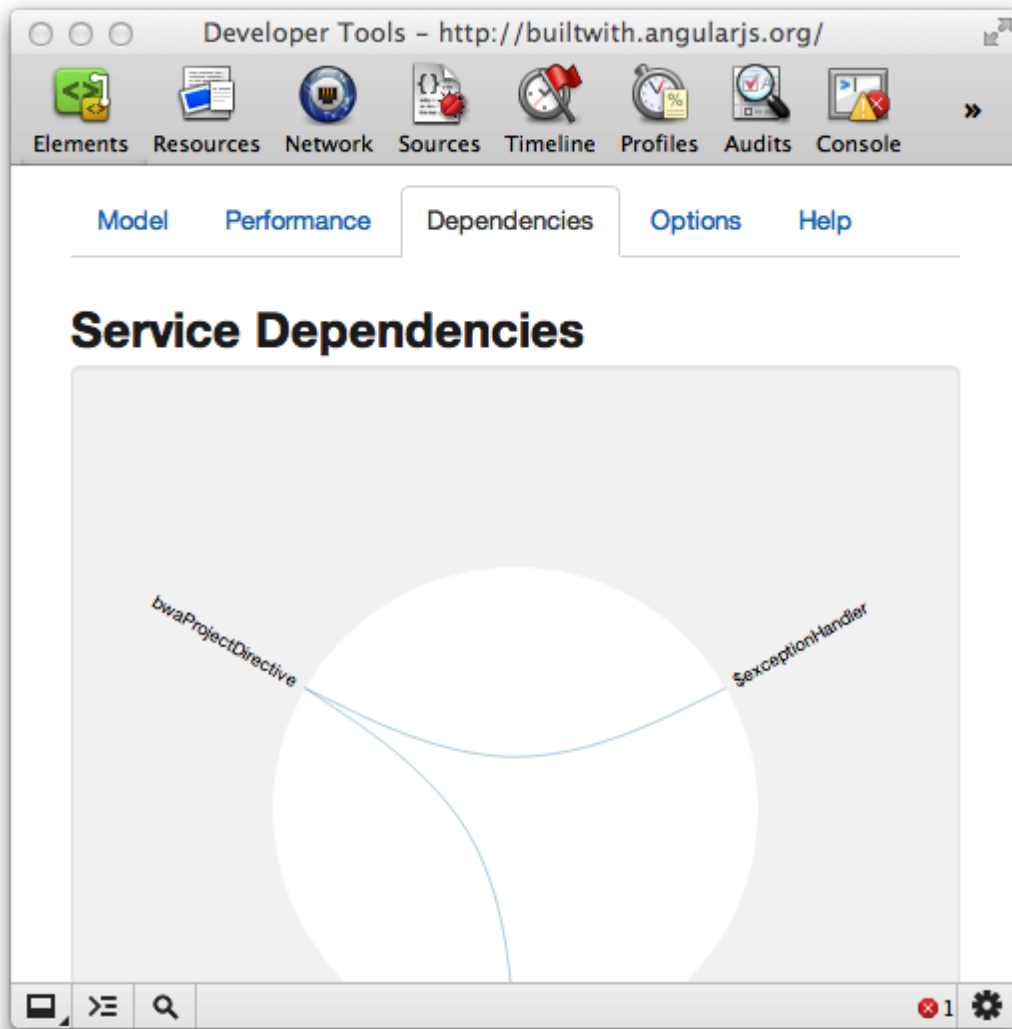 Developer Tools – http://builtwith.angularjs.org/
Elements Resources Network Sources Timeline Profiles Audits Console »
Model Performance Dependencies Options Help
Service Dependencies
bwaProjectDirective
$exceptionHandler
1